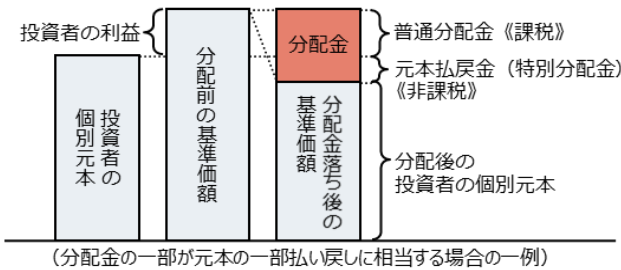 投資者の利益
投資者の
個別元本
分配前の基準価額
分配金
分配金落ち後の
基準価額
普通分配金《課税》
元本払戻金（特別分配金）
《非課税》
分配後の
投資者の個別元本
（分配金の一部が元本の一部払い戻しに相当する場合の一例）